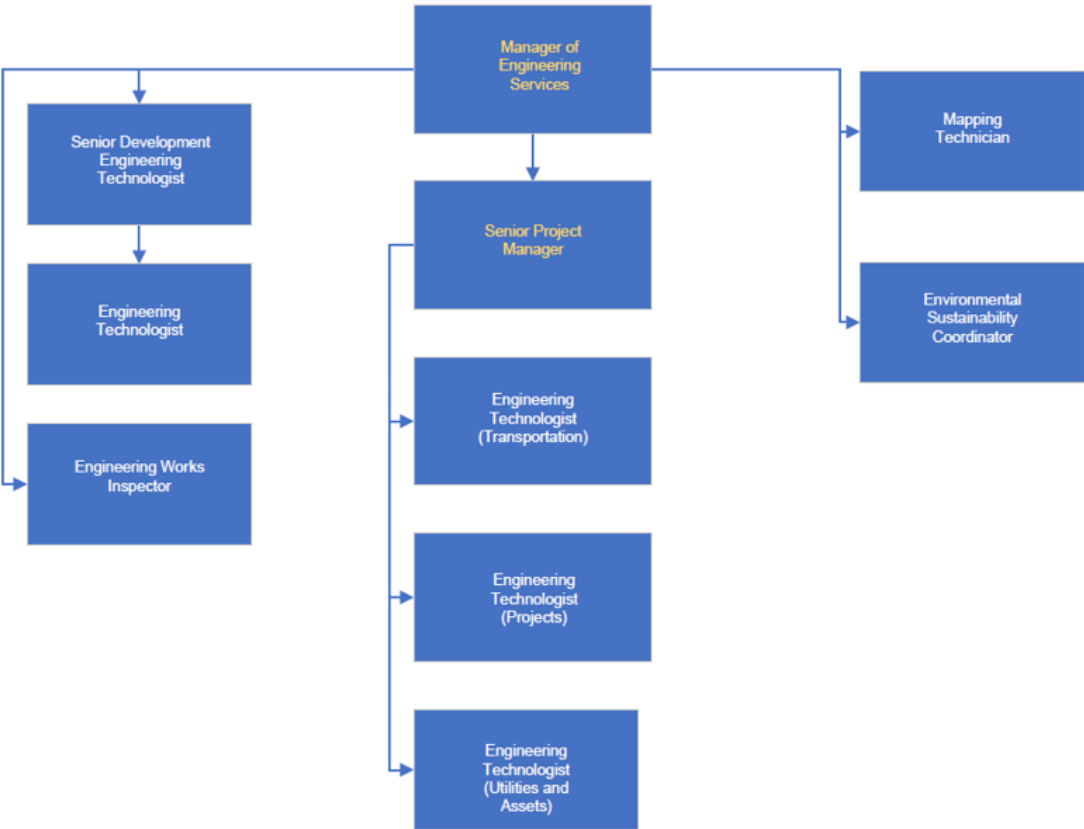 Manager of
Engineering
Services
Senior Development
Engineering
Technologist
Engineering
Technologist
Engineering Works
Inspector
Senior Project
Manager
Engineering
Technologist
(Transportation)
Engineering
Technologist
(Projects)
Engineering
Technologist
(Utilities and
Assets)
Mapping
Technician
Environmental
Sustainability
Coordinator